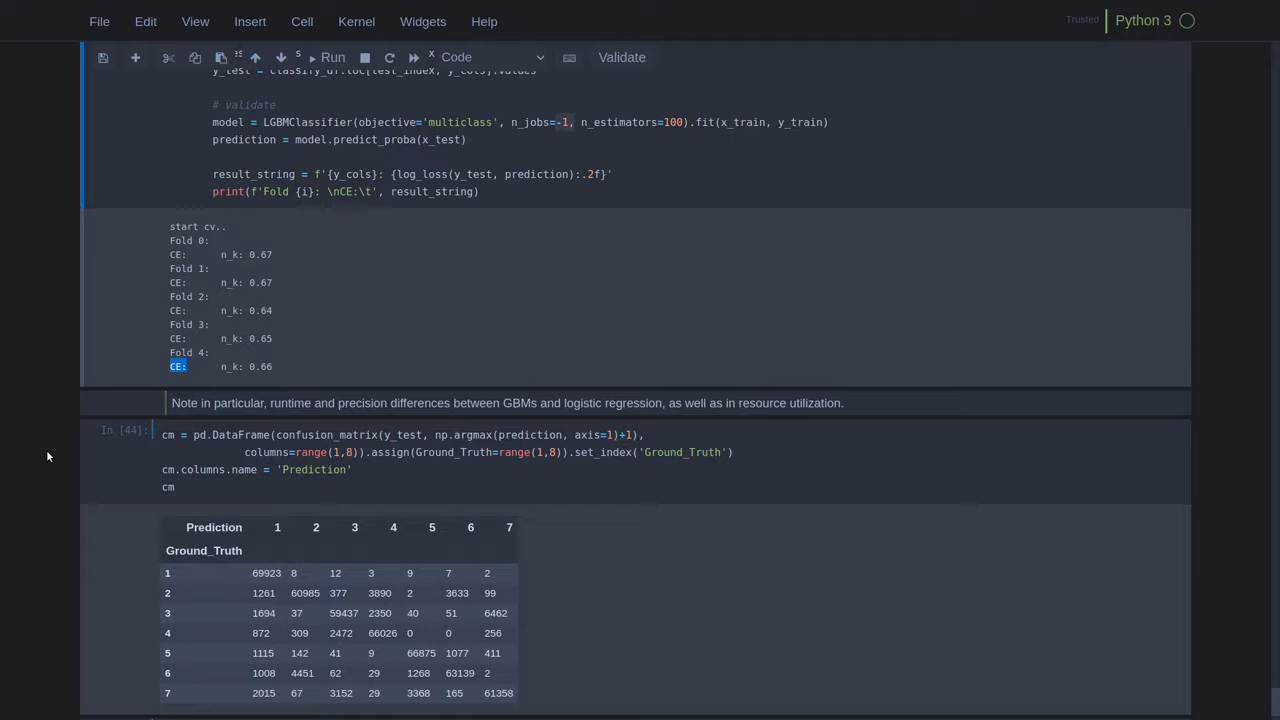 File Edit View Insert Cell Kernel Widgets Help Trusted Python 3
Run Code Validate
y_test = classify_df.loc[test_index, y_cols].values
# validate
model = LGBMClassifier(objective='multiclass', n_jobs=-1, n_estimators=100).fit(x_train, y_train)
prediction = model.predict_proba(x_test)
result_string = f'{y_cols}: {log_loss(y_test, prediction):.2f}'
print(f'Fold {i}: \nCE:\t', result_string)
start cv..
Fold 0:
CE: n_k: 0.67
Fold 1:
CE: n_k: 0.67
Fold 2:
CE: n_k: 0.64
Fold 3:
CE: n_k: 0.65
Fold 4:
CE: n_k: 0.66
Note in particular, runtime and precision differences between GBMs and logistic regression, as well as in resource utilization.
In [44]:
cm = pd.DataFrame(confusion_matrix(y_test, np.argmax(prediction, axis=1)+1),
columns=range(1,8)).assign(Ground_Truth=range(1,8)).set_index('Ground_Truth')
cm.columns.name = 'Prediction'
cm
Prediction 1 2 3 4 5 6 7
Ground_Truth
1 69923 8 12 3 9 7 2
2 1261 60985 377 3890 2 3633 99
3 1694 37 59437 2350 40 51 6462
4 872 309 2472 66026 0 0 256
5 1115 142 41 9 66875 1077 411
6 1008 4451 62 29 1268 63139 2
7 2015 67 3152 29 3368 165 61358